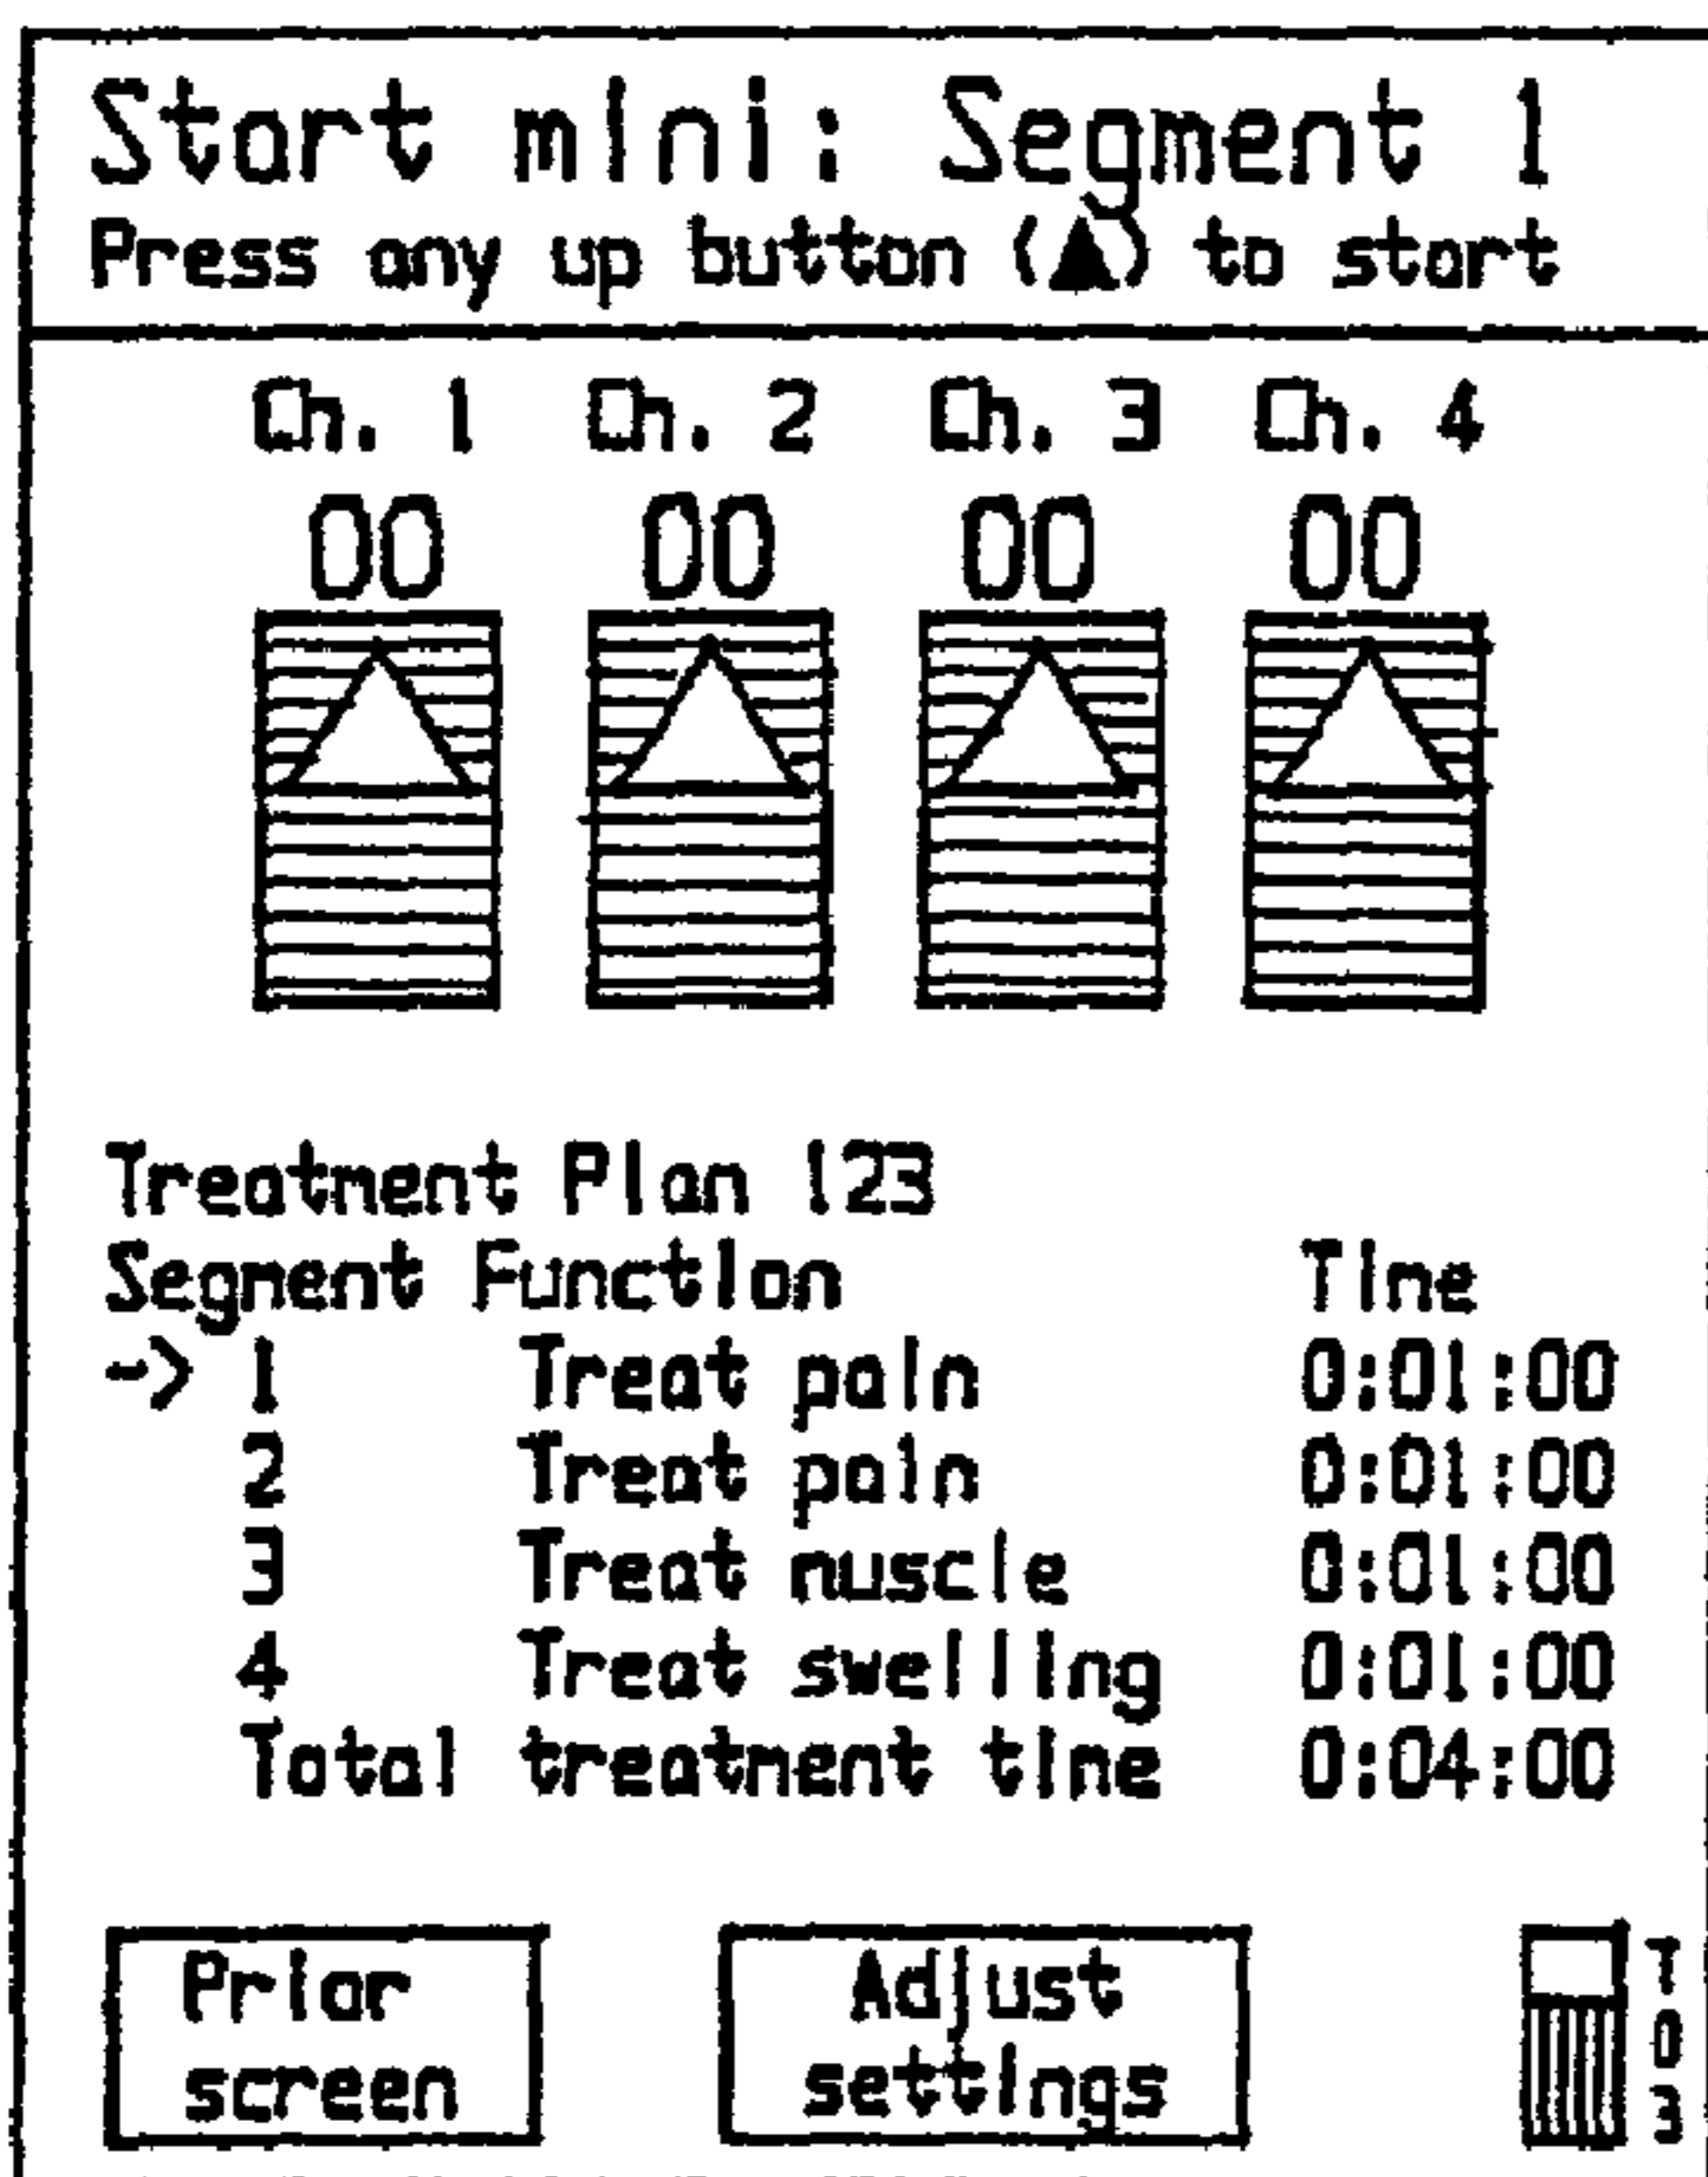 Start mini: Segment 1
Press any up button (▲) to start
Ch. 1 Ch. 2 Ch. 3 Ch. 4
00 00 00 00
Treatment Plan 123
Segment Function Time
-> 1 Treat pain 0:01:00
2 Treat pain 0:01:00
3 Treat muscle 0:01:00
4 Treat swelling 0:01:00
Total treatment time 0:04:00
Prior
screen
Adjust
settings
T03